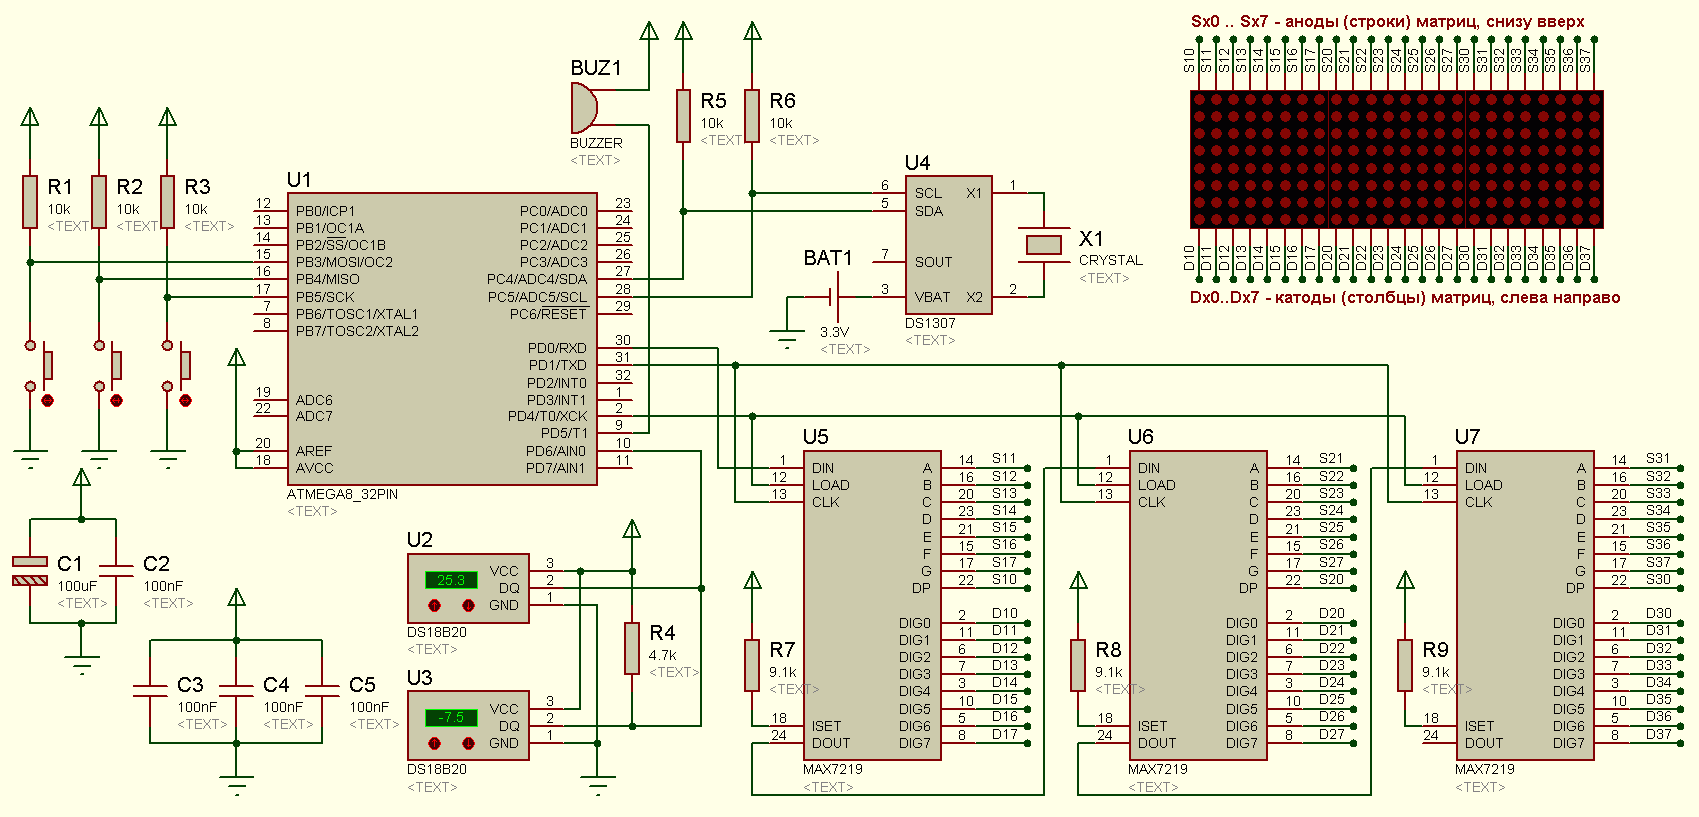 Sx0 .. Sx7 - аноды (строки) матриц, снизу вверх
S10 S11 S12 S13 S14 S15 S16 S17 S20 S21 S22 S23 S24 S25 S26 S27 S30 S31 S32 S33 S34 S35 S36 S37
D10 D11 D12 D13 D14 D15 D16 D17 D20 D21 D22 D23 D24 D25 D26 D27 D30 D31 D32 D33 D34 D35 D36 D37
Dx0..Dx7 - катоды (столбцы) матриц, слева направо
BUZ1
BUZZER
<TEXT>
R5
10k
<TEXT
R6
10k
<TEXT>
R1
10k
<TEXT
R2
10k
<TEXT
R3
10k
<TEXT>
U1
12 PB0/ICP1
13 PB1/OC1A
14 PB2/SS/OC1B
15 PB3/MOSI/OC2
16 PB4/MISO
17 PB5/SCK
7 PB6/TOSC1/XTAL1
8 PB7/TOSC2/XTAL2
19 ADC6
22 ADC7
20 AREF
18 AVCC
PC0/ADC0 23
PC1/ADC1 24
PC2/ADC2 25
PC3/ADC3 26
PC4/ADC4/SDA 27
PC5/ADC5/SCL 28
PC6/RESET 29
PD0/RXD 30
PD1/TXD 31
PD2/INT0 32
PD3/INT1 1
PD4/T0/XCK 2
PD5/T1 9
PD6/AIN0 10
PD7/AIN1 11
ATMEGA8_32PIN
<TEXT>
U4
6 SCL X1 1
5 SDA
7 SOUT
3 VBAT X2 2
DS1307
<TEXT>
BAT1
3.3V
<TEXT>
X1
CRYSTAL
<TEXT>
C1
100uF
<TEXT>
C2
100nF
<TEXT>
C3
100nF
<TEXT>
C4
100nF
<TEXT>
C5
100nF
<TEXT>
U2
25.3
VCC 3
DQ 2
GND 1
DS18B20
<TEXT>
U3
-7.5
VCC 3
DQ 2
GND 1
DS18B20
<TEXT>
R4
4.7k
<TEXT>
R7
9.1k
<TEXT>
U5
1 DIN A 14 S11
12 LOAD B 16 S12
13 CLK C 20 S13
D 23 S14
E 21 S15
F 15 S16
G 17 S17
DP 22 S10
DIG0 2 D10
DIG1 11 D11
DIG2 6 D12
DIG3 7 D13
DIG4 3 D14
DIG5 10 D15
18 ISET DIG6 5 D16
24 DOUT DIG7 8 D17
MAX7219
<TEXT>
R8
9.1k
<TEXT>
U6
1 DIN A 14 S21
12 LOAD B 16 S22
13 CLK C 20 S23
D 23 S24
E 21 S25
F 15 S26
G 17 S27
DP 22 S20
DIG0 2 D20
DIG1 11 D21
DIG2 6 D22
DIG3 7 D23
DIG4 3 D24
DIG5 10 D25
18 ISET DIG6 5 D26
24 DOUT DIG7 8 D27
MAX7219
<TEXT>
R9
9.1k
<TEXT>
U7
1 DIN A 14 S31
12 LOAD B 16 S32
13 CLK C 20 S33
D 23 S34
E 21 S35
F 15 S36
G 17 S37
DP 22 S30
DIG0 2 D30
DIG1 11 D31
DIG2 6 D32
DIG3 7 D33
DIG4 3 D34
DIG5 10 D35
18 ISET DIG6 5 D36
24 DOUT DIG7 8 D37
MAX7219
<TEXT>